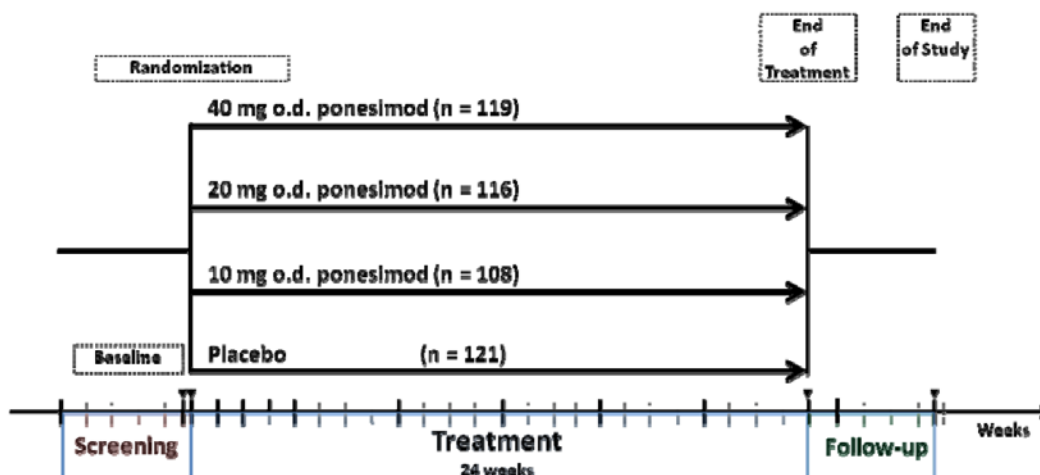 End
of
Treatment
End
of Study
Randomization
40 mg o.d. ponesimod (n = 119)
20 mg o.d. ponesimod (n = 116)
10 mg o.d. ponesimod (n = 108)
Baseline
Placebo (n = 121)
Screening
Treatment
24 weeks
Follow-up
Weeks